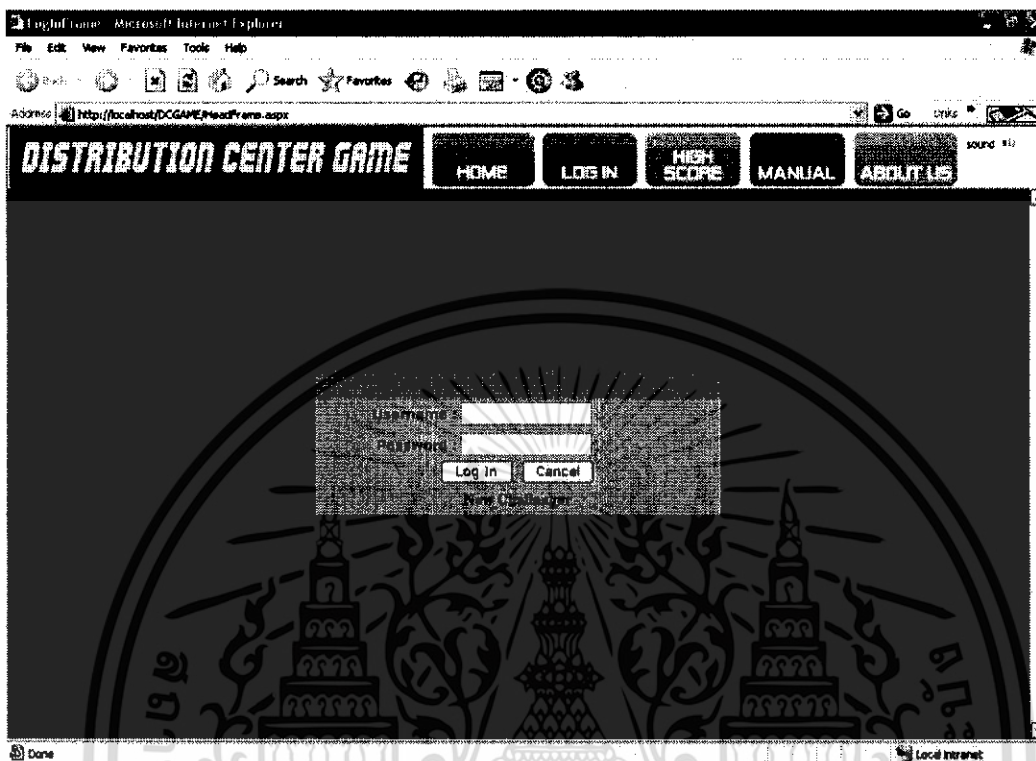 LoginFrame - Microsoft Internet Explorer
File Edit View Favorites Tools Help
Back Search Favorites
Address http://localhost/DCGAME/HeadFrame.aspx Go Links
DISTRIBUTION CENTER GAME HOME LOG IN HIGH SCORE MANUAL ABOUT US sound
Username :
Password :
Log In Cancel
New Challenger
Done Local intranet